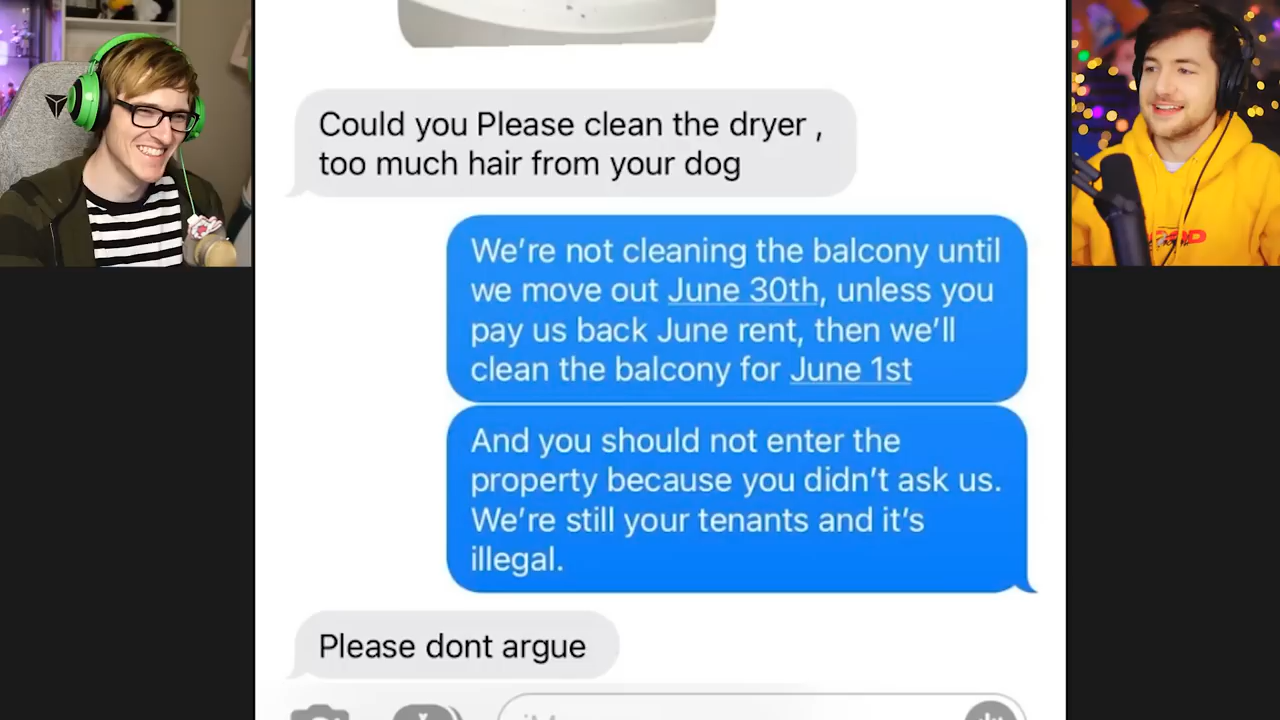 Could you Please clean the dryer ,
too much hair from your dog
We’re not cleaning the balcony until
we move out June 30th, unless you
pay us back June rent, then we’ll
clean the balcony for June 1st
And you should not enter the
property because you didn’t ask us.
We’re still your tenants and it’s
illegal.
Please dont argue